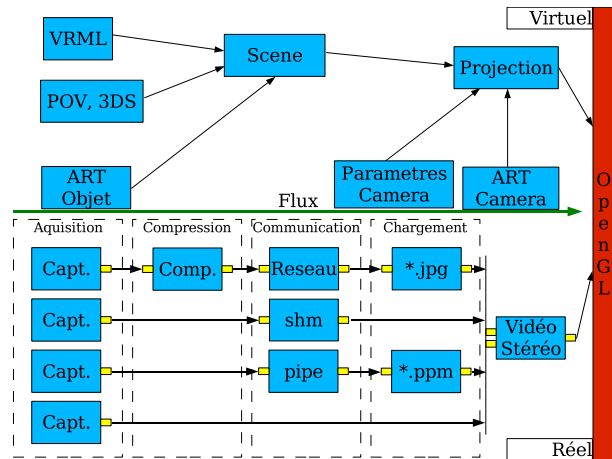 Virtuel
VRML
Scene
Projection
POV, 3DS
ART
Objet
Parametres
Camera
ART
Camera
OpenGL
Flux
Aquisition
Compression
Communication
Chargement
Capt.
Comp.
Reseau
*.jpg
Capt.
shm
Vidéo
Stéréo
Capt.
pipe
*.ppm
Capt.
Réel